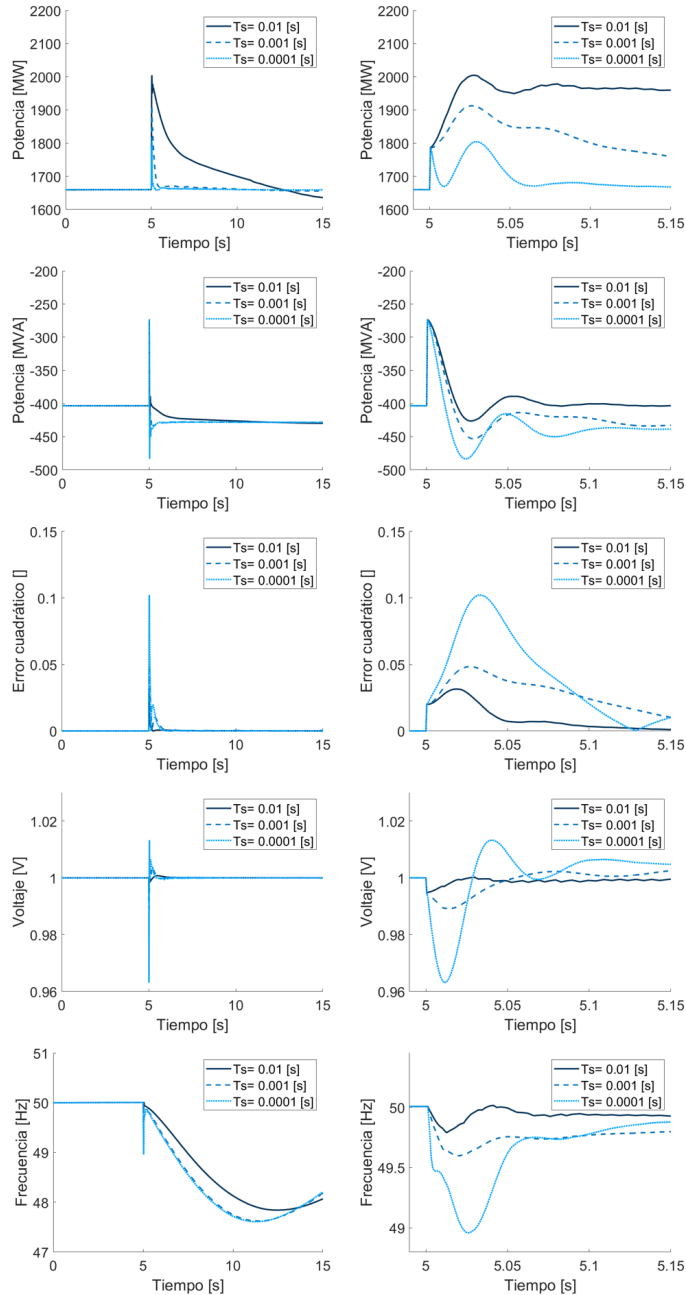 2200
2100
2000
1900
1800
1700
1600
Potencia [MW]
0 5 10 15
Tiempo [s]
Ts= 0.01 [s]
Ts= 0.001 [s]
Ts= 0.0001 [s]
2200
2100
2000
1900
1800
1700
1600
Potencia [MW]
5 5.05 5.1 5.15
Tiempo [s]
Ts= 0.01 [s]
Ts= 0.001 [s]
Ts= 0.0001 [s]
-200
-250
-300
-350
-400
-450
-500
Potencia [MVA]
0 5 10 15
Tiempo [s]
Ts= 0.01 [s]
Ts= 0.001 [s]
Ts= 0.0001 [s]
-200
-250
-300
-350
-400
-450
-500
Potencia [MVA]
5 5.05 5.1 5.15
Tiempo [s]
Ts= 0.01 [s]
Ts= 0.001 [s]
Ts= 0.0001 [s]
0.15
0.1
0.05
0
Error cuadrático []
0 5 10 15
Tiempo [s]
Ts= 0.01 [s]
Ts= 0.001 [s]
Ts= 0.0001 [s]
0.15
0.1
0.05
0
Error cuadrático []
5 5.05 5.1 5.15
Tiempo [s]
Ts= 0.01 [s]
Ts= 0.001 [s]
Ts= 0.0001 [s]
1.02
1
0.98
0.96
Voltaje [V]
0 5 10 15
Tiempo [s]
Ts= 0.01 [s]
Ts= 0.001 [s]
Ts= 0.0001 [s]
1.02
1
0.98
0.96
Voltaje [V]
5 5.05 5.1 5.15
Tiempo [s]
Ts= 0.01 [s]
Ts= 0.001 [s]
Ts= 0.0001 [s]
51
50
49
48
47
Frecuencia [Hz]
0 5 10 15
Tiempo [s]
Ts= 0.01 [s]
Ts= 0.001 [s]
Ts= 0.0001 [s]
50
49.5
49
Frecuencia [Hz]
5 5.05 5.1 5.15
Tiempo [s]
Ts= 0.01 [s]
Ts= 0.001 [s]
Ts= 0.0001 [s]